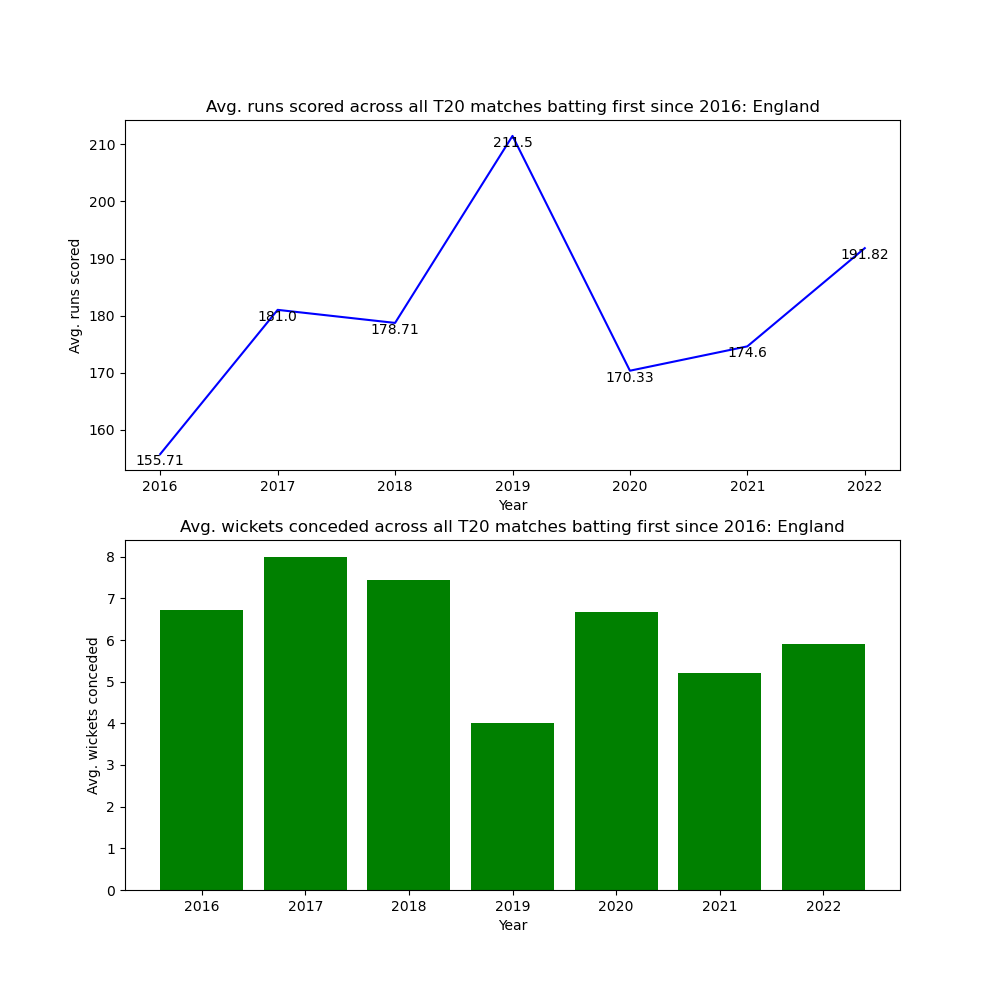 Avg. runs scored across all T20 matches batting first since 2016: England
210
200
190
180
170
160
Avg. runs scored
155.71
181.0
178.71
211.5
170.33
174.6
191.82
2016 2017 2018 2019 2020 2021 2022
Year
Avg. wickets conceded across all T20 matches batting first since 2016: England
8
7
6
5
4
3
2
1
0
Avg. wickets conceded
2016 2017 2018 2019 2020 2021 2022
Year